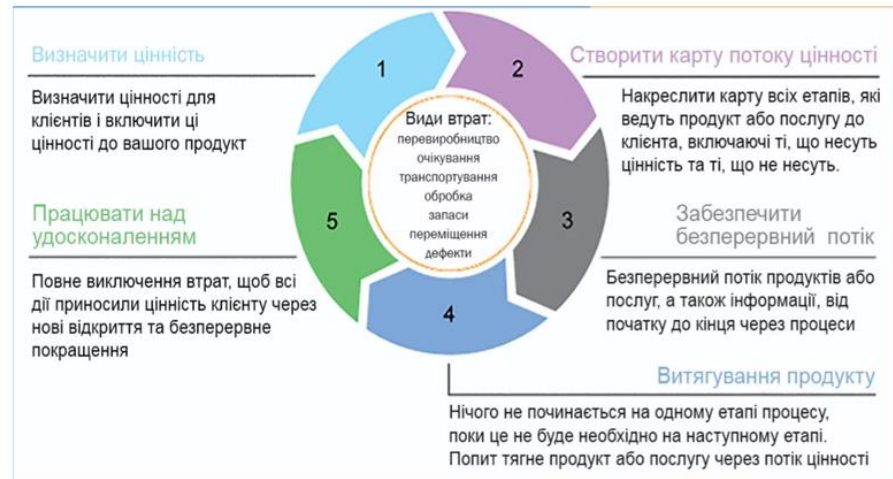 1
Визначити цінність
Визначити цінності для
клієнтів і включити ці
цінності до вашого продукт
2
Створити карту потоку цінності
Накреслити карту всіх етапів, які
ведуть продукт або послугу до
клієнта, включаючі ті, що несуть
цінність та ті, що не несуть.
3
Забезпечити
безперервний потік
Безперервний потік продуктів або
послуг, а також інформації, від
початку до кінця через процеси
4
Витягування продукту
Нічого не починається на одному етапі процесу,
поки це не буде необхідно на наступному етапі.
Попит тягне продукт або послугу через потік цінності
5
Працювати над
удосконаленням
Повне виключення втрат, щоб всі
дії приносили цінність клієнту через
нові відкриття та безперервне
покращення
Види втрат:
перевиробництво
очікування
транспортування
обробка
запаси
переміщення
дефекти